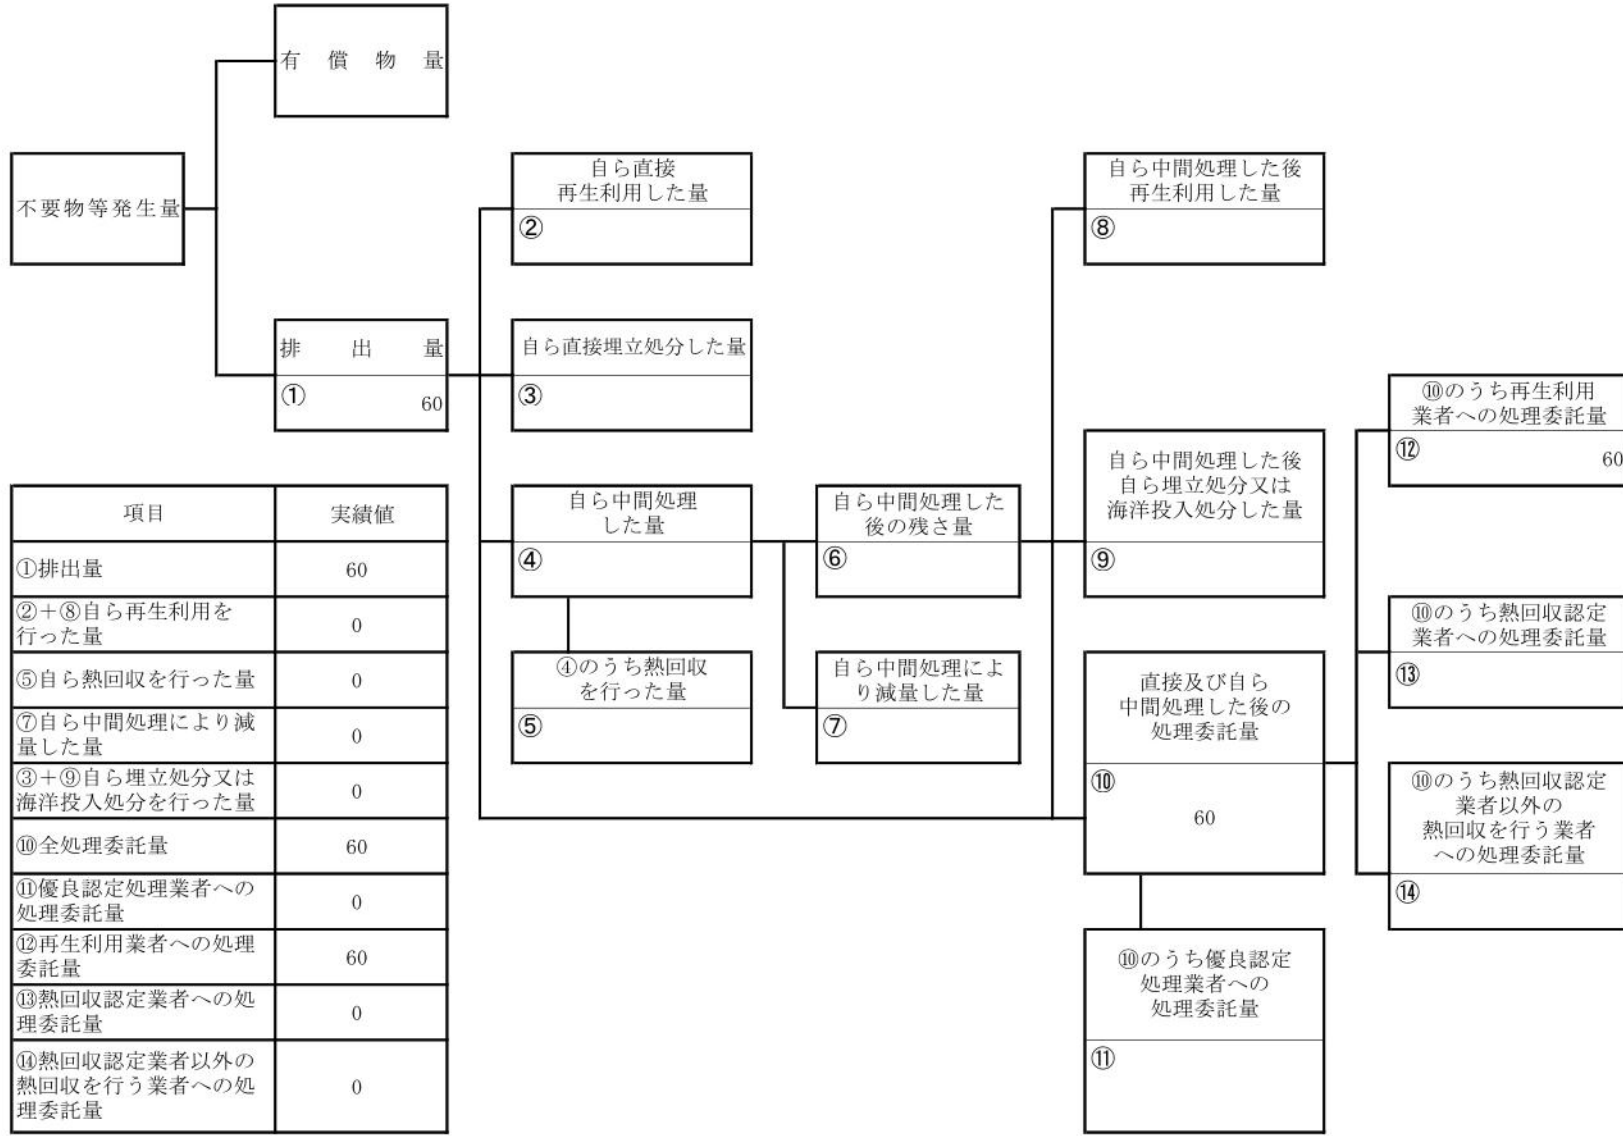 有償物量
不要物等発生量
排出量
①
60
自ら直接
再生利用した量
②
自ら直接埋立処分した量
③
自ら中間処理
した量
④
④のうち熱回収
を行った量
⑤
自ら中間処理した
後の残さ量
⑥
自ら中間処理によ
り減量した量
⑦
自ら中間処理した後
再生利用した量
⑧
自ら中間処理した後
自ら埋立処分又は
海洋投入処分した量
⑨
直接及び自ら
中間処理した後の
処理委託量
⑩
60
⑩のうち優良認定
処理業者への
処理委託量
⑪
⑩のうち再生利用
業者への処理委託量
⑫
60
⑩のうち熱回収認定
業者への処理委託量
⑬
⑩のうち熱回収認定
業者以外の
熱回収を行う業者
への処理委託量
⑭
項目 実績値
①排出量 60
②+⑧自ら再生利用を
行った量 0
⑤自ら熱回収を行った量 0
⑦自ら中間処理により減
量した量 0
③+⑨自ら埋立処分又は
海洋投入処分を行った量 0
⑩全処理委託量 60
⑪優良認定処理業者への
処理委託量 0
⑫再生利用業者への処理
委託量 60
⑬熱回収認定業者への処
理委託量 0
⑭熱回収認定業者以外の
熱回収を行う業者への処
理委託量 0